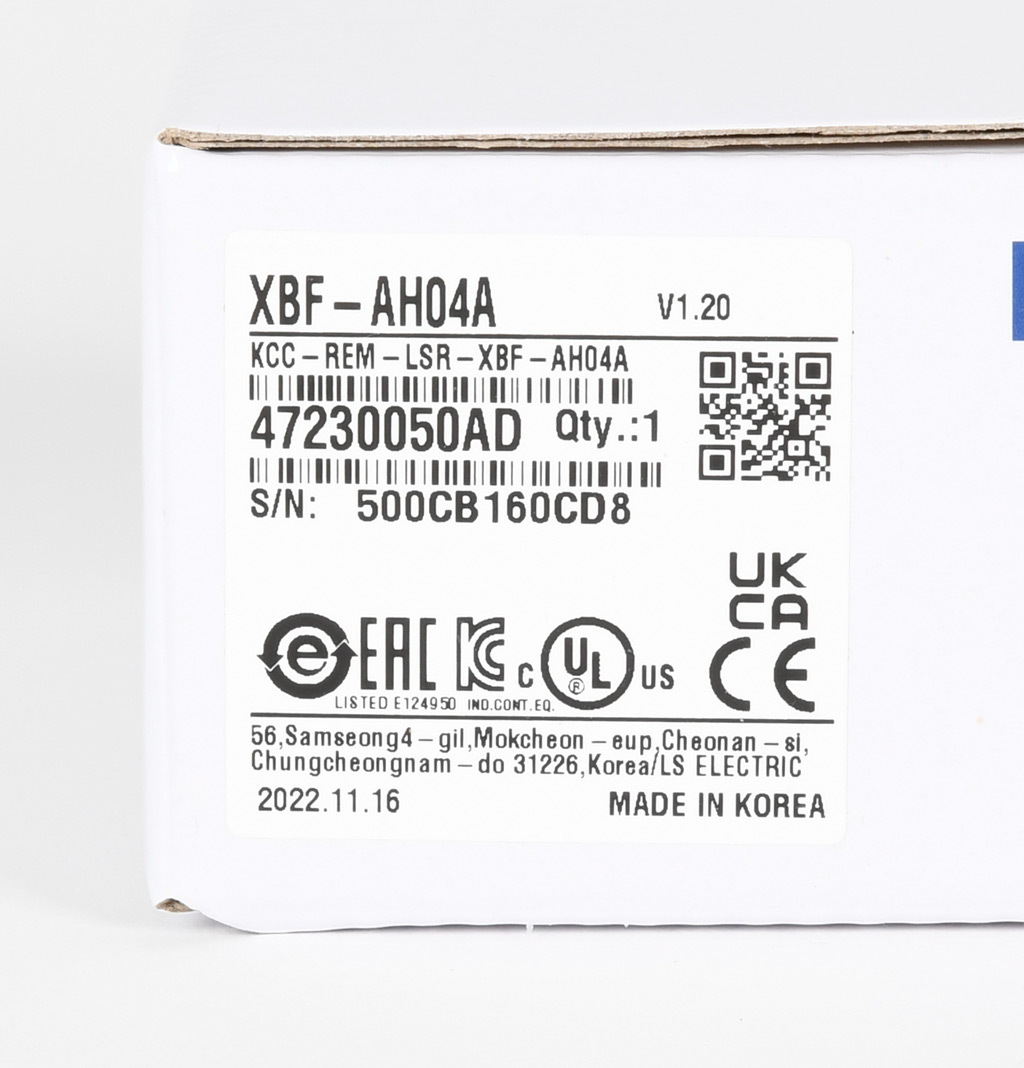 XBF-AH04A V1.20
KCC-REM-LSR-XBF-AH04A
47230050AD Qty.:1
S/N: 500CB160CD8
UK
CA
e EAC KC c UL ® US CE
LISTED E124950 IND.CONT.EQ.
56,Samseong4-gil,Mokcheon-eup,Cheonan-si,
Chungcheongnam-do 31226,Korea/LS ELECTRIC
2022.11.16 MADE IN KOREA